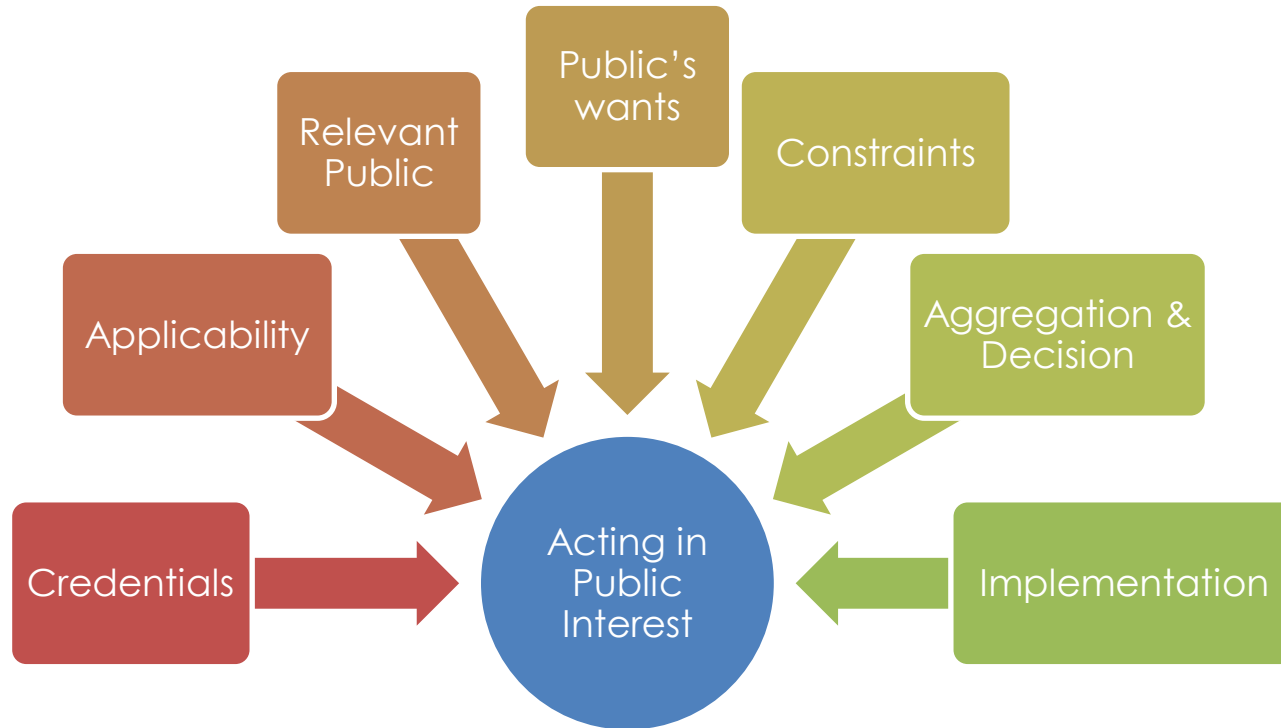 Public’s
wants
Relevant
Public
Constraints
Applicability
Aggregation &
Decision
Credentials
Acting in
Public
Interest
Implementation